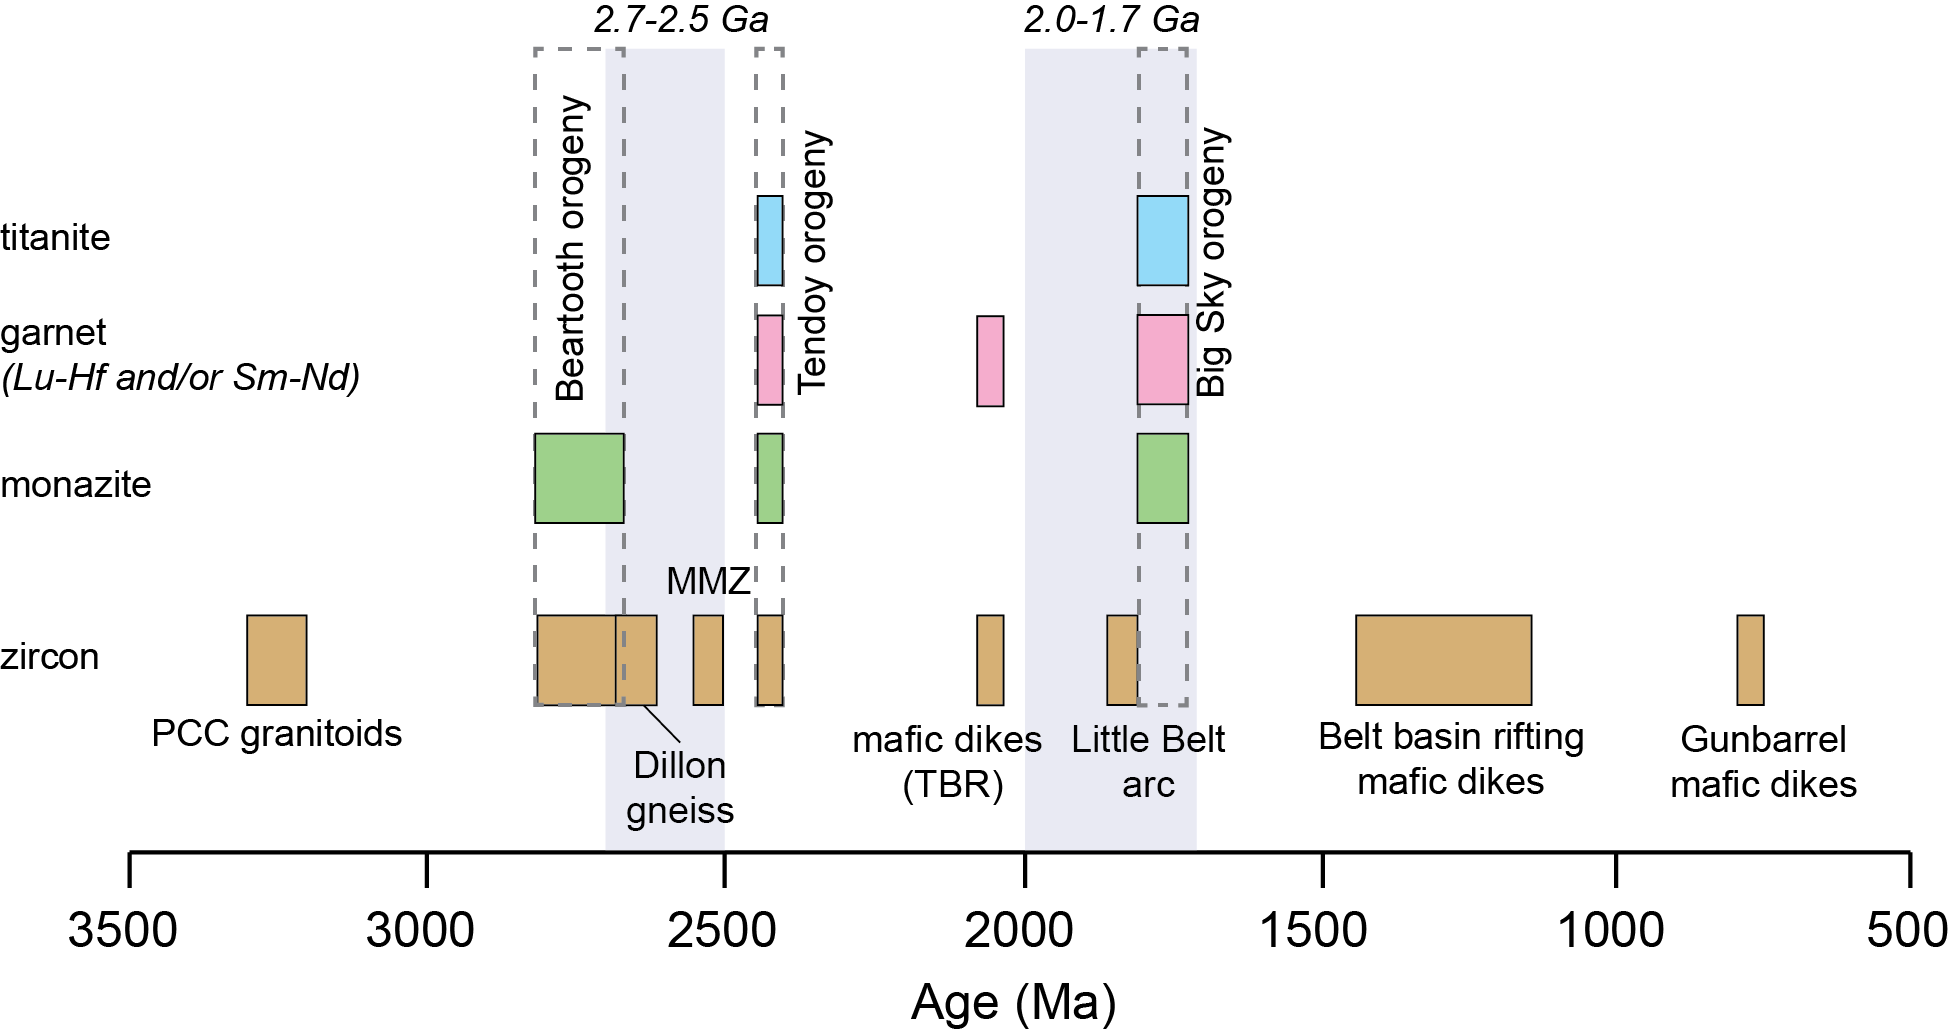 2.7-2.5 Ga
2.0-1.7 Ga
Beartooth orogeny
Tendoy orogeny
Big Sky orogeny
titanite
garnet
(Lu-Hf and/or Sm-Nd)
monazite
MMZ
zircon
PCC granitoids
Dillon
gneiss
mafic dikes
(TBR)
Little Belt
arc
Belt basin rifting
mafic dikes
Gunbarrel
mafic dikes
3500 3000 2500 2000 1500 1000 500
Age (Ma)